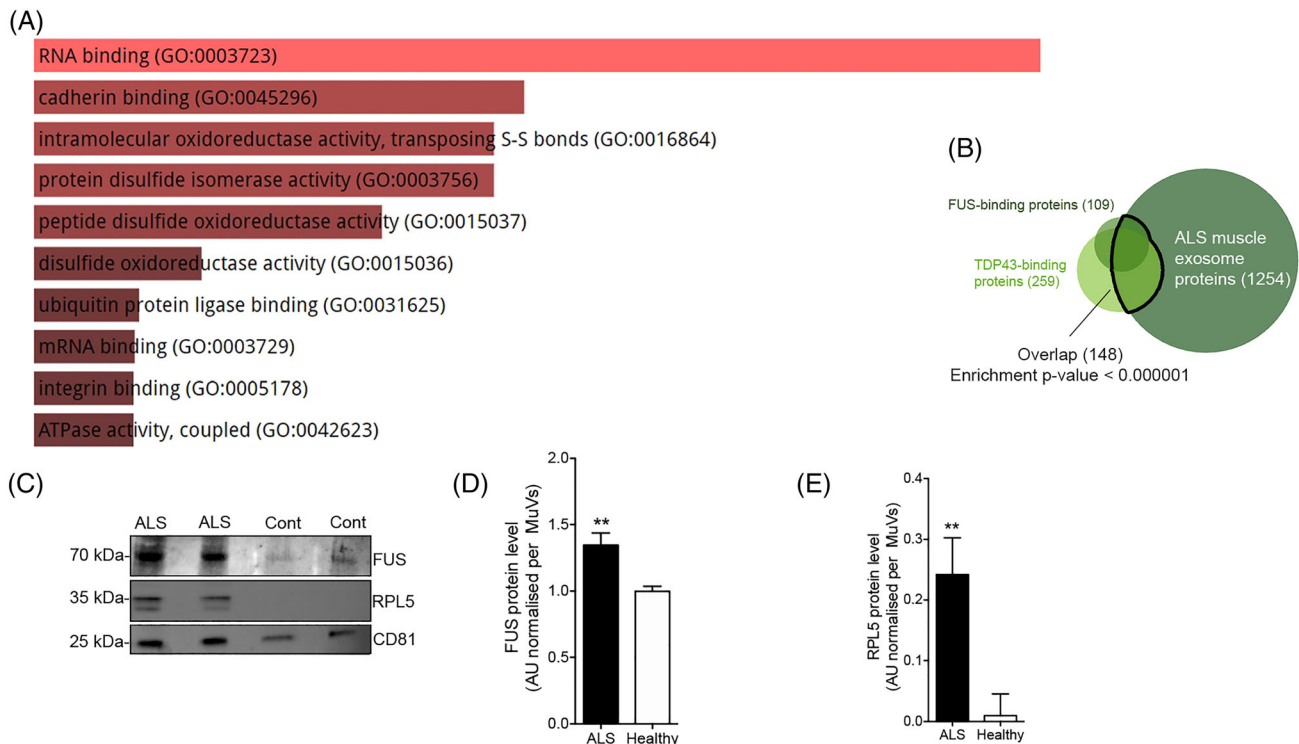 (A)
RNA binding (GO:0003723)
cadherin binding (GO:0045296)
intramolecular oxidoreductase activity, transposing S-S bonds (GO:0016864)
protein disulfide isomerase activity (GO:0003756)
peptide disulfide oxidoreductase activity (GO:0015037)
disulfide oxidoreductase activity (GO:0015036)
ubiquitin protein ligase binding (GO:0031625)
mRNA binding (GO:0003729)
integrin binding (GO:0005178)
ATPase activity, coupled (GO:0042623)
(B)
FUS-binding proteins (109)
TDP43-binding
proteins (259)
ALS muscle
exosome
proteins (1254)
Overlap (148)
Enrichment p-value < 0.000001
(C)
ALS ALS Cont Cont
70 kDa- FUS
35 kDa- RPL5
25 kDa- CD81
(D)
FUS protein level
(AU normalised per MuVs)
2.0
1.5
1.0
0.5
0.0
**
ALS Healthy
(E)
RPL5 protein level
(AU normalised per MuVs)
0.4
0.3
0.2
0.1
0.0
**
ALS Healthy